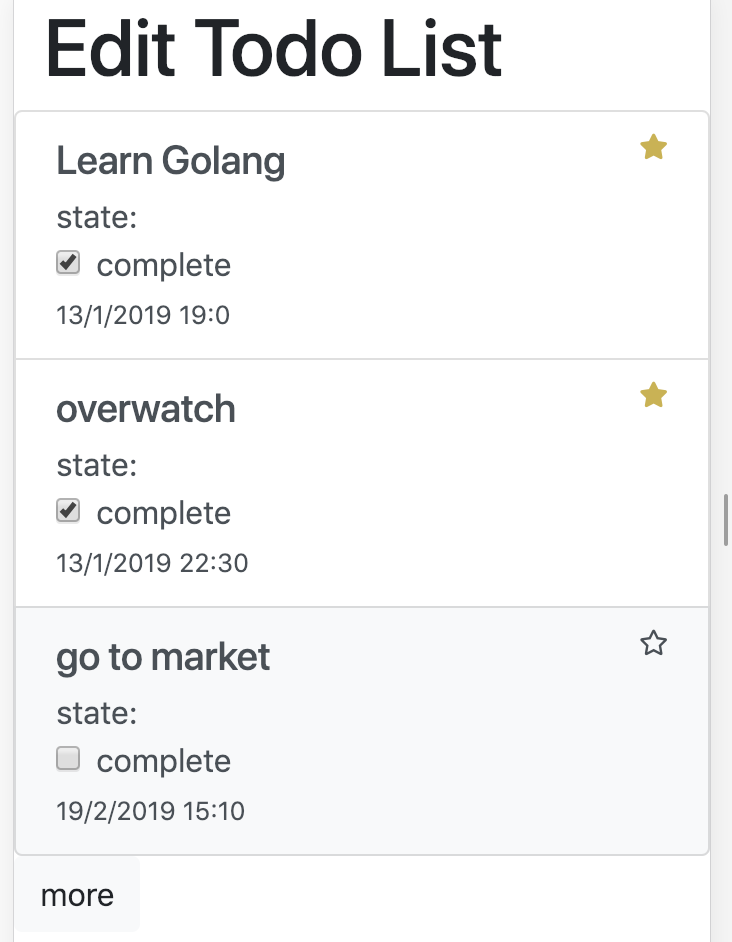 Edit Todo List
Learn Golang
state:
complete
13/1/2019 19:0
overwatch
state:
complete
13/1/2019 22:30
go to market
state:
complete
19/2/2019 15:10
more